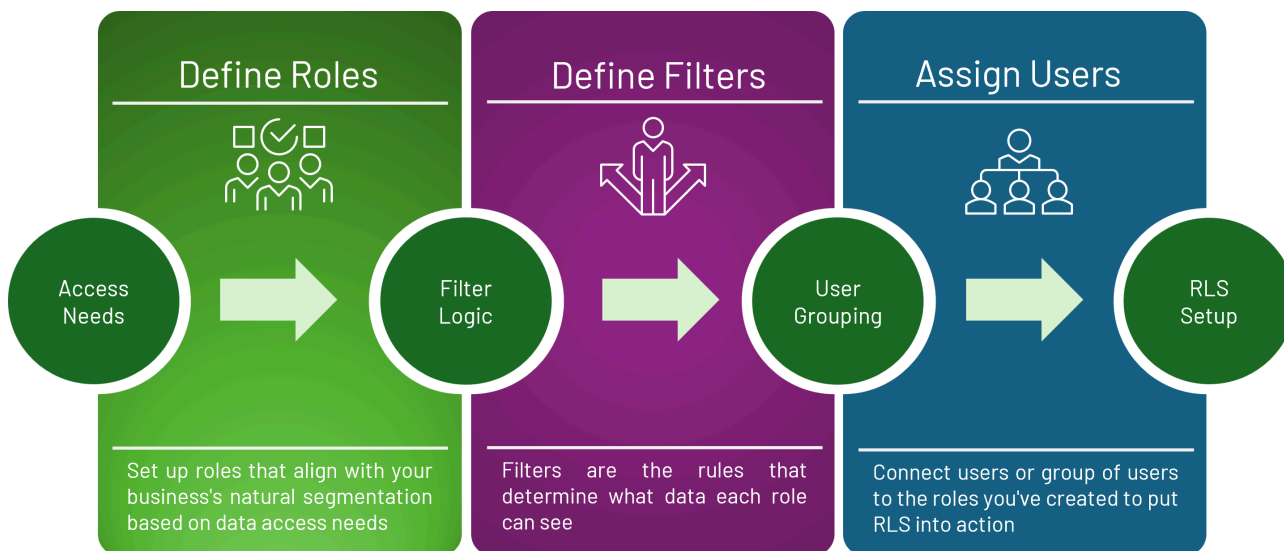 Define Roles
Define Filters
Assign Users
Access
Needs
Filter
Logic
User
Grouping
RLS
Setup
Set up roles that align with your
business's natural segmentation
based on data access needs
Filters are the rules that
determine what data each role
can see
Connect users or group of users
to the roles you've created to put
RLS into action